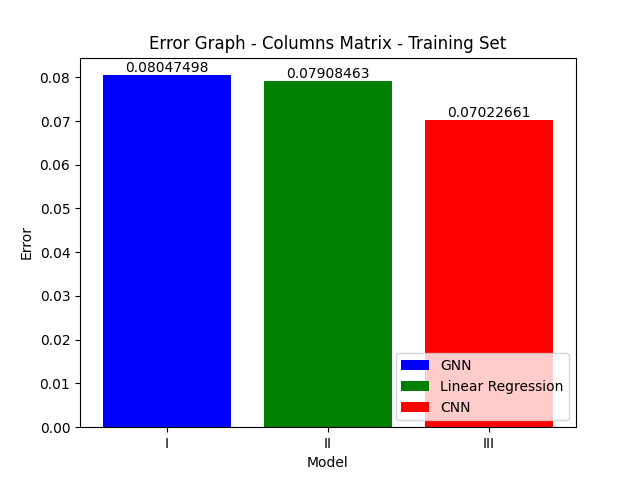 Error Graph - Columns Matrix - Training Set
0.08047498
0.07908463
0.07022661
0.08
0.07
0.06
0.05
0.04
0.03
0.02
0.01
0.00
Error
GNN
Linear Regression
CNN
I
II
III
Model